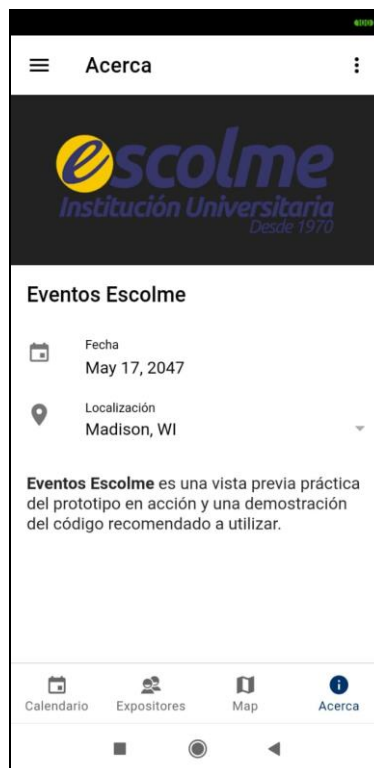 Acerca
escolme
Institución Universitaria
Desde 1970
Eventos Escolme
Fecha
May 17, 2047
Localización
Madison, WI
Eventos Escolme es una vista previa práctica
del prototipo en acción y una demostración
del código recomendado a utilizar.
Calendario Expositores Map Acerca